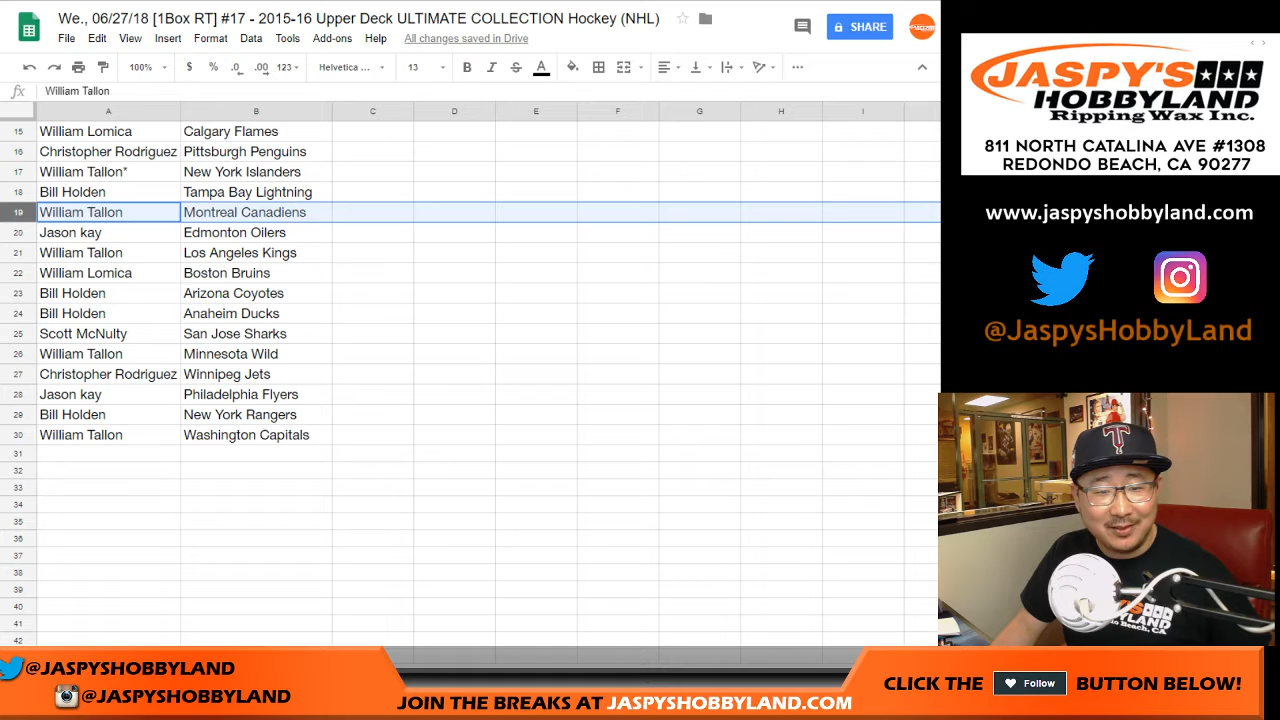 We., 06/27/18 [1Box RT] #17 - 2015-16 Upper Deck ULTIMATE COLLECTION Hockey (NHL)
File Edit View Insert Format Data Tools Add-ons Help All changes saved in Drive
SHARE
100% $ % .0 .00 123 Helvetica ... 13 B I S A
fx William Tallon
A B C D E F G H I
15 William Lomica Calgary Flames
16 Christopher Rodriguez Pittsburgh Penguins
17 William Tallon* New York Islanders
18 Bill Holden Tampa Bay Lightning
19 William Tallon Montreal Canadiens
20 Jason kay Edmonton Oilers
21 William Tallon Los Angeles Kings
22 William Lomica Boston Bruins
23 Bill Holden Arizona Coyotes
24 Bill Holden Anaheim Ducks
25 Scott McNulty San Jose Sharks
26 William Tallon Minnesota Wild
27 Christopher Rodriguez Winnipeg Jets
28 Jason kay Philadelphia Flyers
29 Bill Holden New York Rangers
30 William Tallon Washington Capitals
31
32
33
34
35
36
37
38
39
40
41
42
JASPY'S
HOBBYLAND
Ripping Wax Inc.
811 NORTH CATALINA AVE #1308
REDONDO BEACH, CA 90277
www.jaspyshobbyland.com
@JaspysHobbyLand
T
JASPY'S
Beach, CA
@JASPYSHOBBYLAND
@JASPYSHOBBYLAND
JOIN THE BREAKS AT JASPYSHOBBYLAND.COM
CLICK THE Follow BUTTON BELOW!